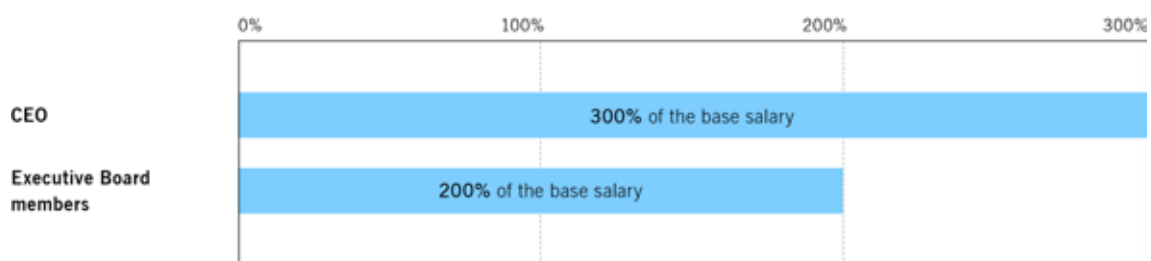 0% 100% 200% 300%
CEO
300% of the base salary
Executive Board
members
200% of the base salary